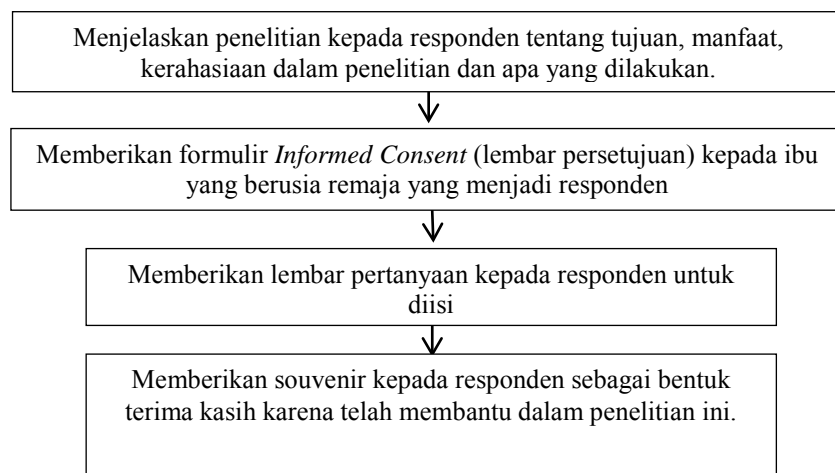 Menjelaskan penelitian kepada responden tentang tujuan, manfaat,
kerahasiaan dalam penelitian dan apa yang dilakukan.
Memberikan formulir Informed Consent (lembar persetujuan) kepada ibu
yang berusia remaja yang menjadi responden
Memberikan lembar pertanyaan kepada responden untuk
diisi
Memberikan souvenir kepada responden sebagai bentuk
terima kasih karena telah membantu dalam penelitian ini.